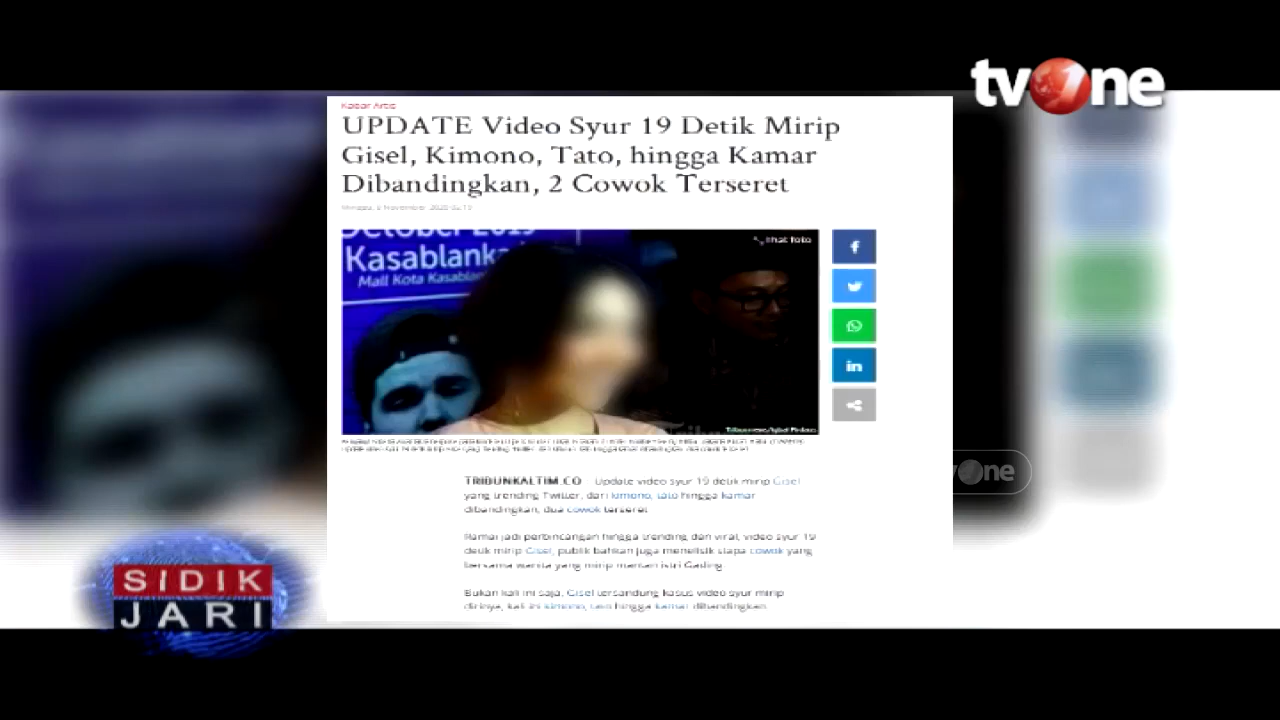 tvOne
Kabar Artis
UPDATE Video Syur 19 Detik Mirip
Gisel, Kimono, Tato, hingga Kamar
Dibandingkan, 2 Cowok Terseret
October 2019
lihat foto
Kasablanka
Mall Kota Kasablanka
TRIBUNKALTIM.CO - Update video syur 19 detik mirip Gisel
yang trending Twitter, dari kimono, tato hingga kamar
dibandingkan, dua cowok terseret
Ramai jadi perbincangan hingga trending dan viral, video syur 19
detik mirip Gisel, publik bahkan juga menelisik siapa cowok yang
bersama wanita yang mirip mantan istri Gading
Bukan kali ini saja, Gisel tersandung kasus video syur mirip
dirinya, kali ini kimono, tato hingga kamar dibandingkan
tvOne
SIDIK
JARI